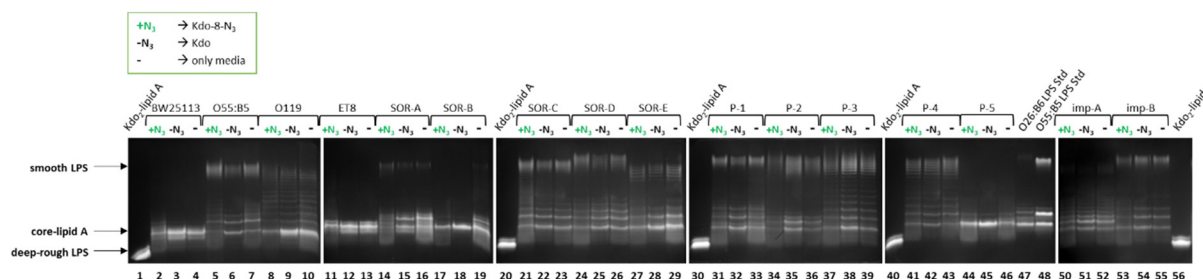 +N₃ → Kdo-8-N₃
-N₃ → Kdo
- → only media
Kdo₂-lipid A BW25113 O55:B5 O119 ET8 SOR-A SOR-B Kdo₂-lipid A SOR-C SOR-D SOR-E Kdo₂-lipid A P-1 P-2 P-3 Kdo₂-lipid A P-4 P-5 O26:B6 LPS Std O55:B5 LPS Std imp-A imp-B Kdo₂-lipid A
+N₃ -N₃ - +N₃ -N₃ - +N₃ -N₃ - +N₃ -N₃ - +N₃ -N₃ - +N₃ -N₃ - +N₃ -N₃ - +N₃ -N₃ - +N₃ -N₃ - +N₃ -N₃ - +N₃ -N₃ - +N₃ -N₃ - +N₃ -N₃ - +N₃ -N₃ - +N₃ -N₃ - +N₃ -N₃ -
smooth LPS
core-lipid A
deep-rough LPS
1 2 3 4 5 6 7 8 9 10 11 12 13 14 15 16 17 18 19 20 21 22 23 24 25 26 27 28 29 30 31 32 33 34 35 36 37 38 39 40 41 42 43 44 45 46 47 48 50 51 52 53 54 55 56